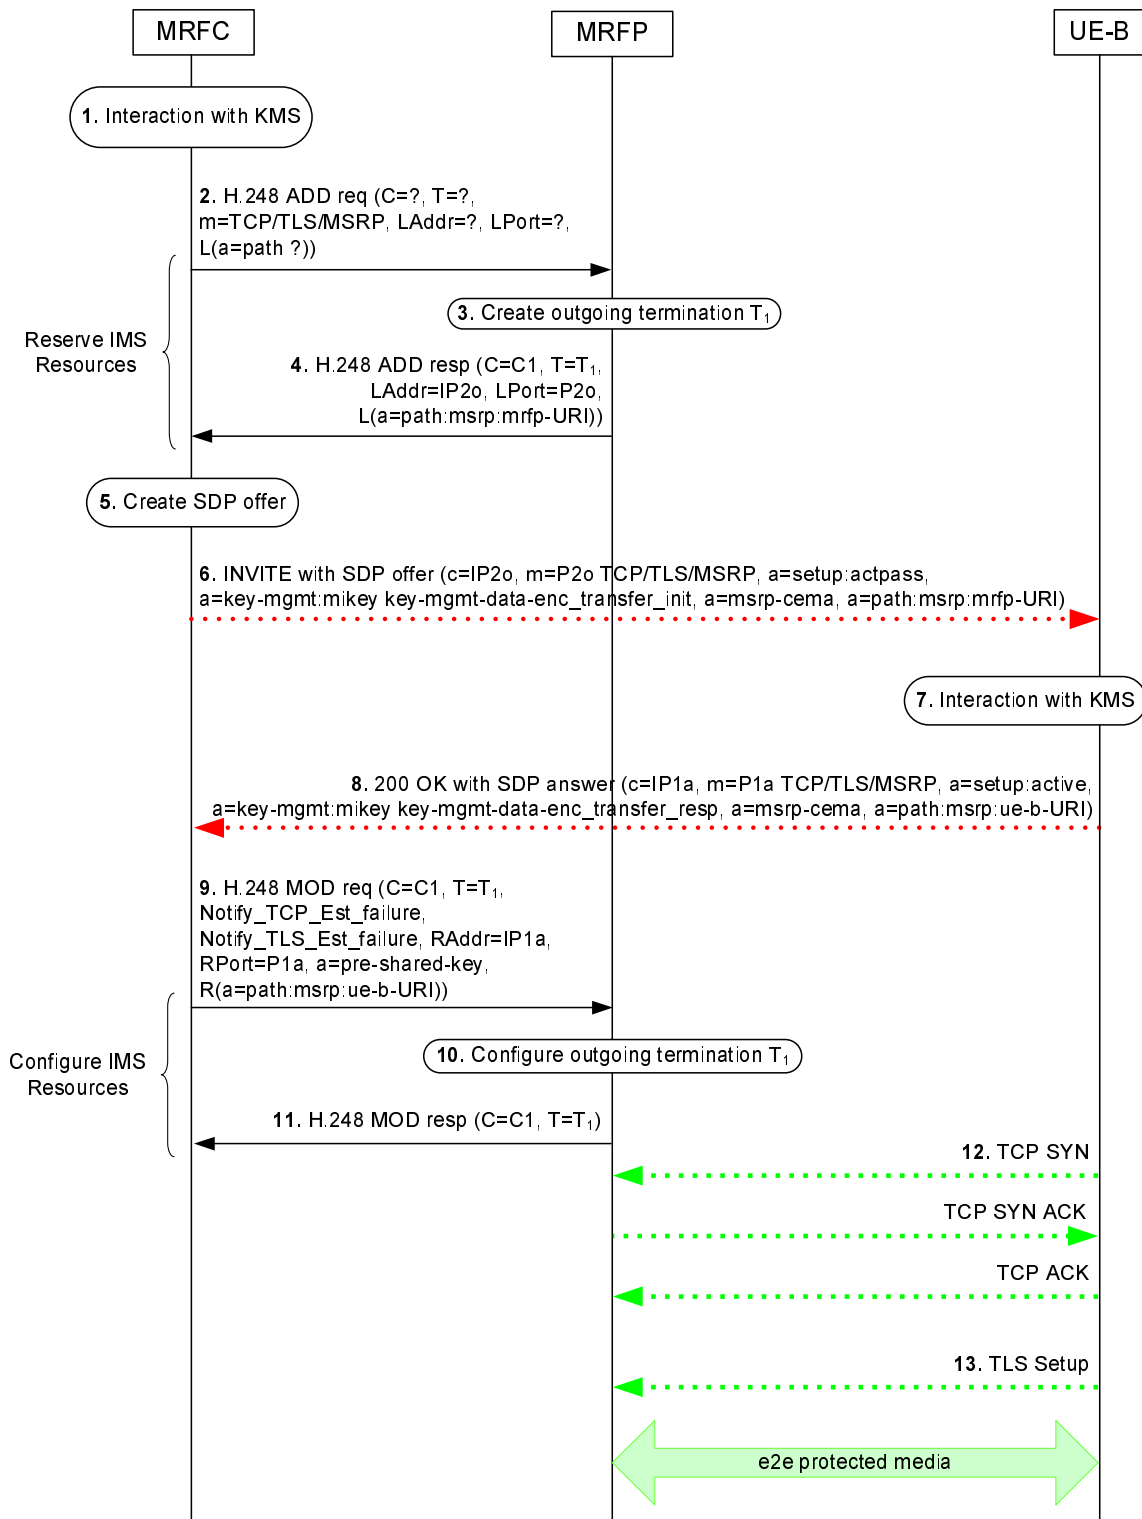 MRFC
MRFP
UE-B
1. Interaction with KMS
2. H.248 ADD req (C=?, T=?,
m=TCP/TLS/MSRP, LAddr=?, LPort=?,
L(a=path ?))
3. Create outgoing termination T1
Reserve IMS
Resources
4. H.248 ADD resp (C=C1, T=T1,
LAddr=IP2o, LPort=P2o,
L(a=path:msrp:mrfp-URI))
5. Create SDP offer
6. INVITE with SDP offer (c=IP2o, m=P2o TCP/TLS/MSRP, a=setup:actpass,
a=key-mgmt:mikey key-mgmt-data-enc_transfer_init, a=msrp-cema, a=path:msrp:mrfp-URI)
7. Interaction with KMS
8. 200 OK with SDP answer (c=IP1a, m=P1a TCP/TLS/MSRP, a=setup:active,
a=key-mgmt:mikey key-mgmt-data-enc_transfer_resp, a=msrp-cema, a=path:msrp:ue-b-URI)
9. H.248 MOD req (C=C1, T=T1,
Notify_TCP_Est_failure,
Notify_TLS_Est_failure, RAddr=IP1a,
RPort=P1a, a=pre-shared-key,
R(a=path:msrp:ue-b-URI))
Configure IMS
Resources
10. Configure outgoing termination T1
11. H.248 MOD resp (C=C1, T=T1)
12. TCP SYN
TCP SYN ACK
TCP ACK
13. TLS Setup
e2e protected media